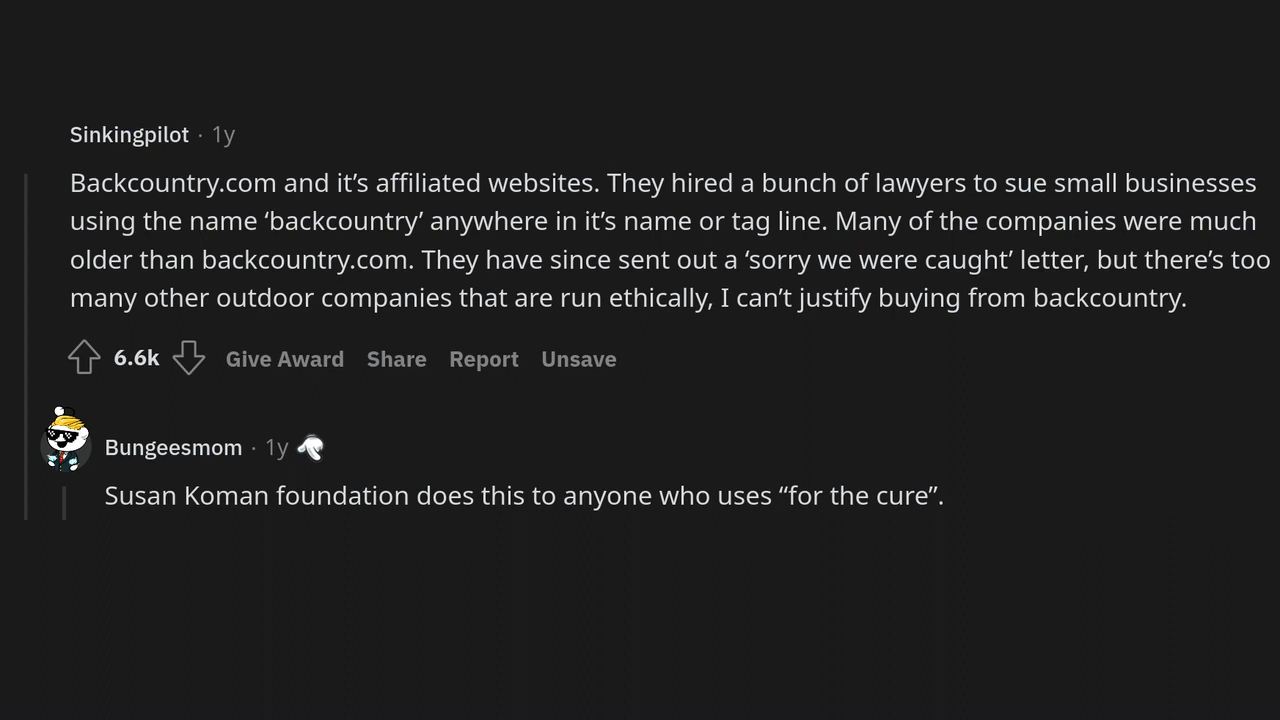 Sinkingpilot · 1y
Backcountry.com and it’s affiliated websites. They hired a bunch of lawyers to sue small businesses
using the name ‘backcountry’ anywhere in it’s name or tag line. Many of the companies were much
older than backcountry.com. They have since sent out a ‘sorry we were caught’ letter, but there’s too
many other outdoor companies that are run ethically, I can’t justify buying from backcountry.
6.6k Give Award Share Report Unsave
Bungeesmom · 1y
Susan Koman foundation does this to anyone who uses “for the cure”.